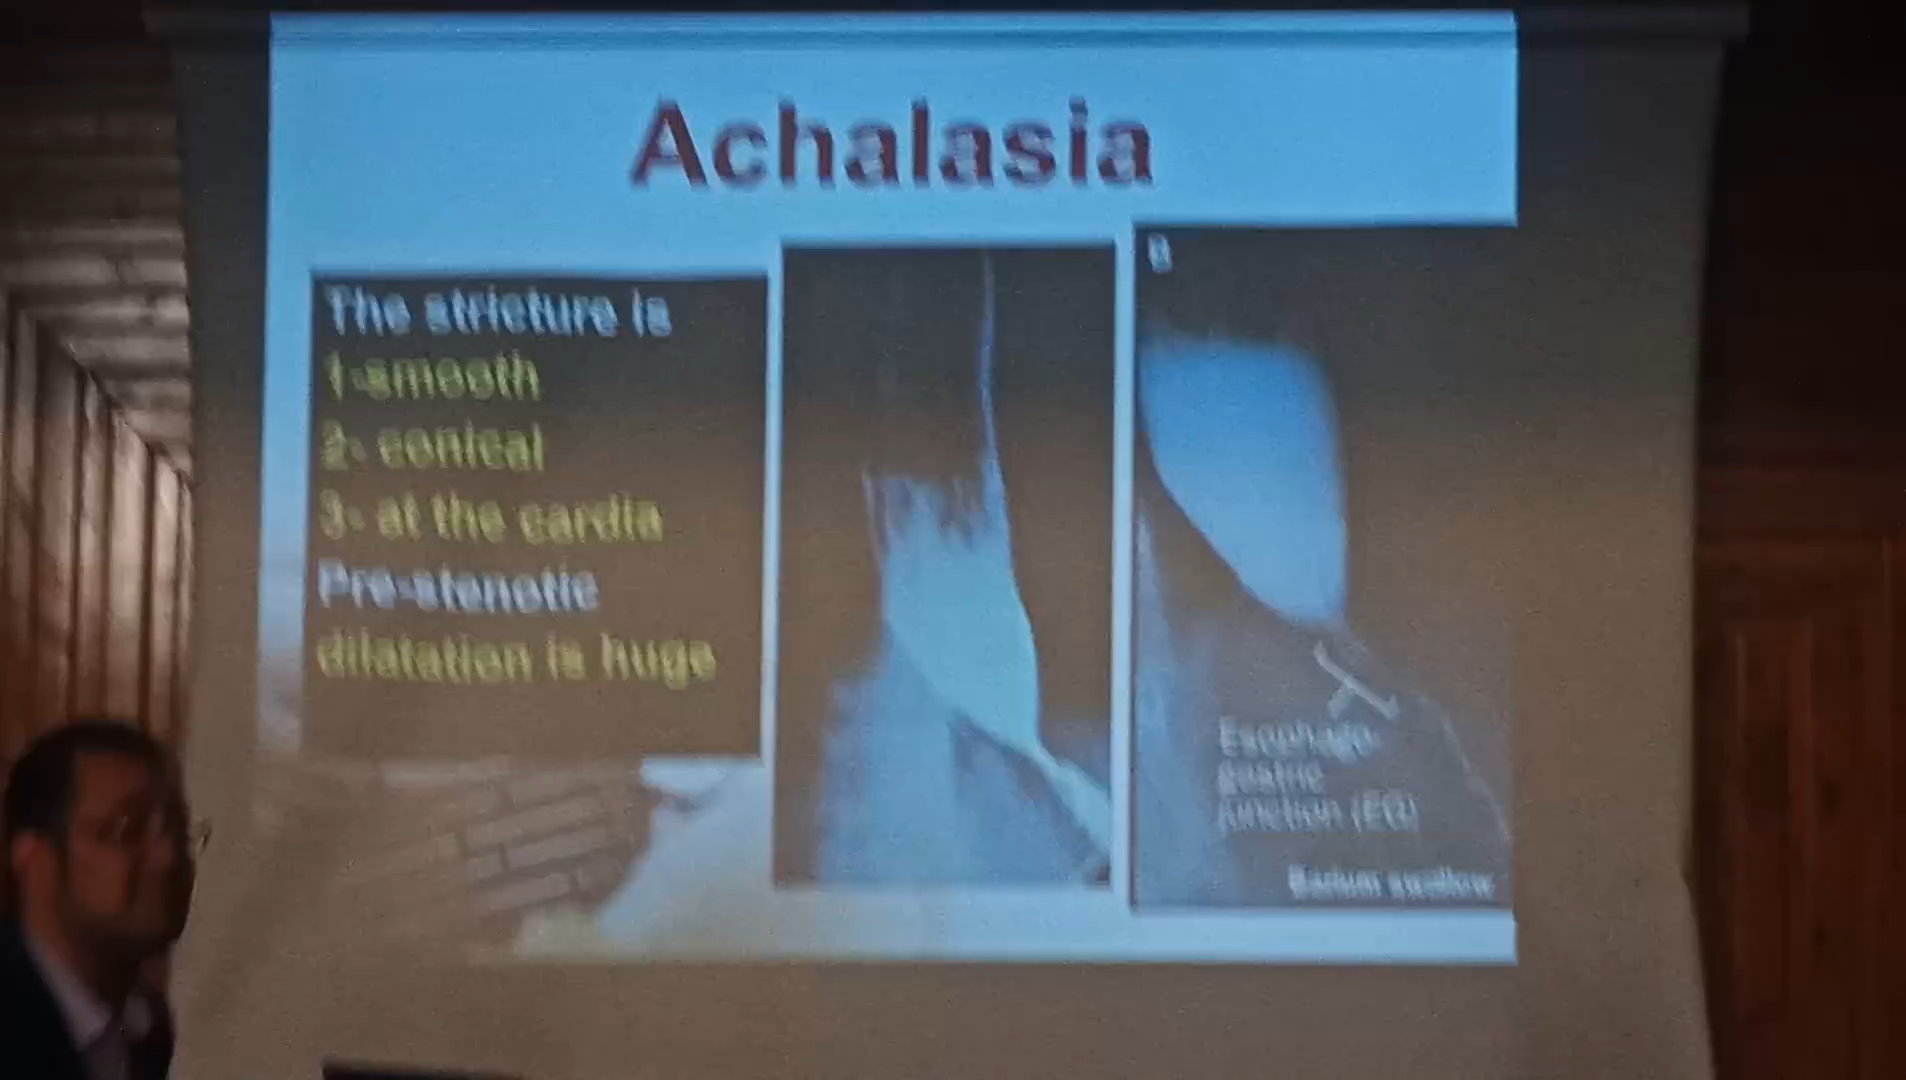 Achalasia
The stricture is
1-smooth
2- conical
3- at the cardia
Pre-stenotic
dilatation is huge
B
Esophago
gastric
junction (EG)
Barium swallow